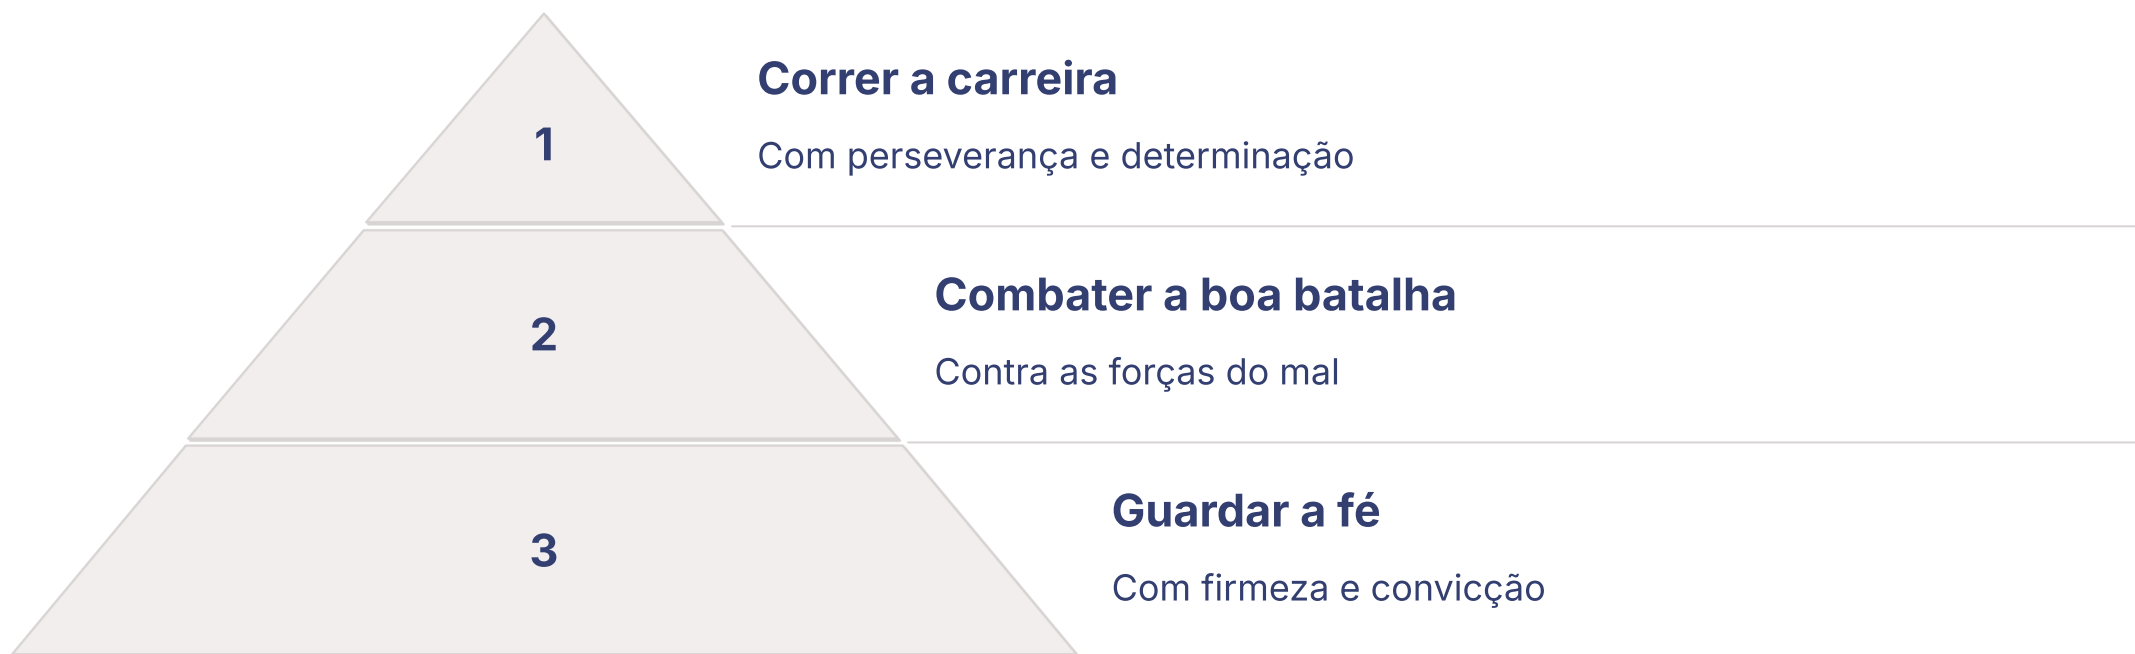 1
Correr a carreira
Com perseverança e determinação
2
Combater a boa batalha
Contra as forças do mal
3
Guardar a fé
Com firmeza e convicção